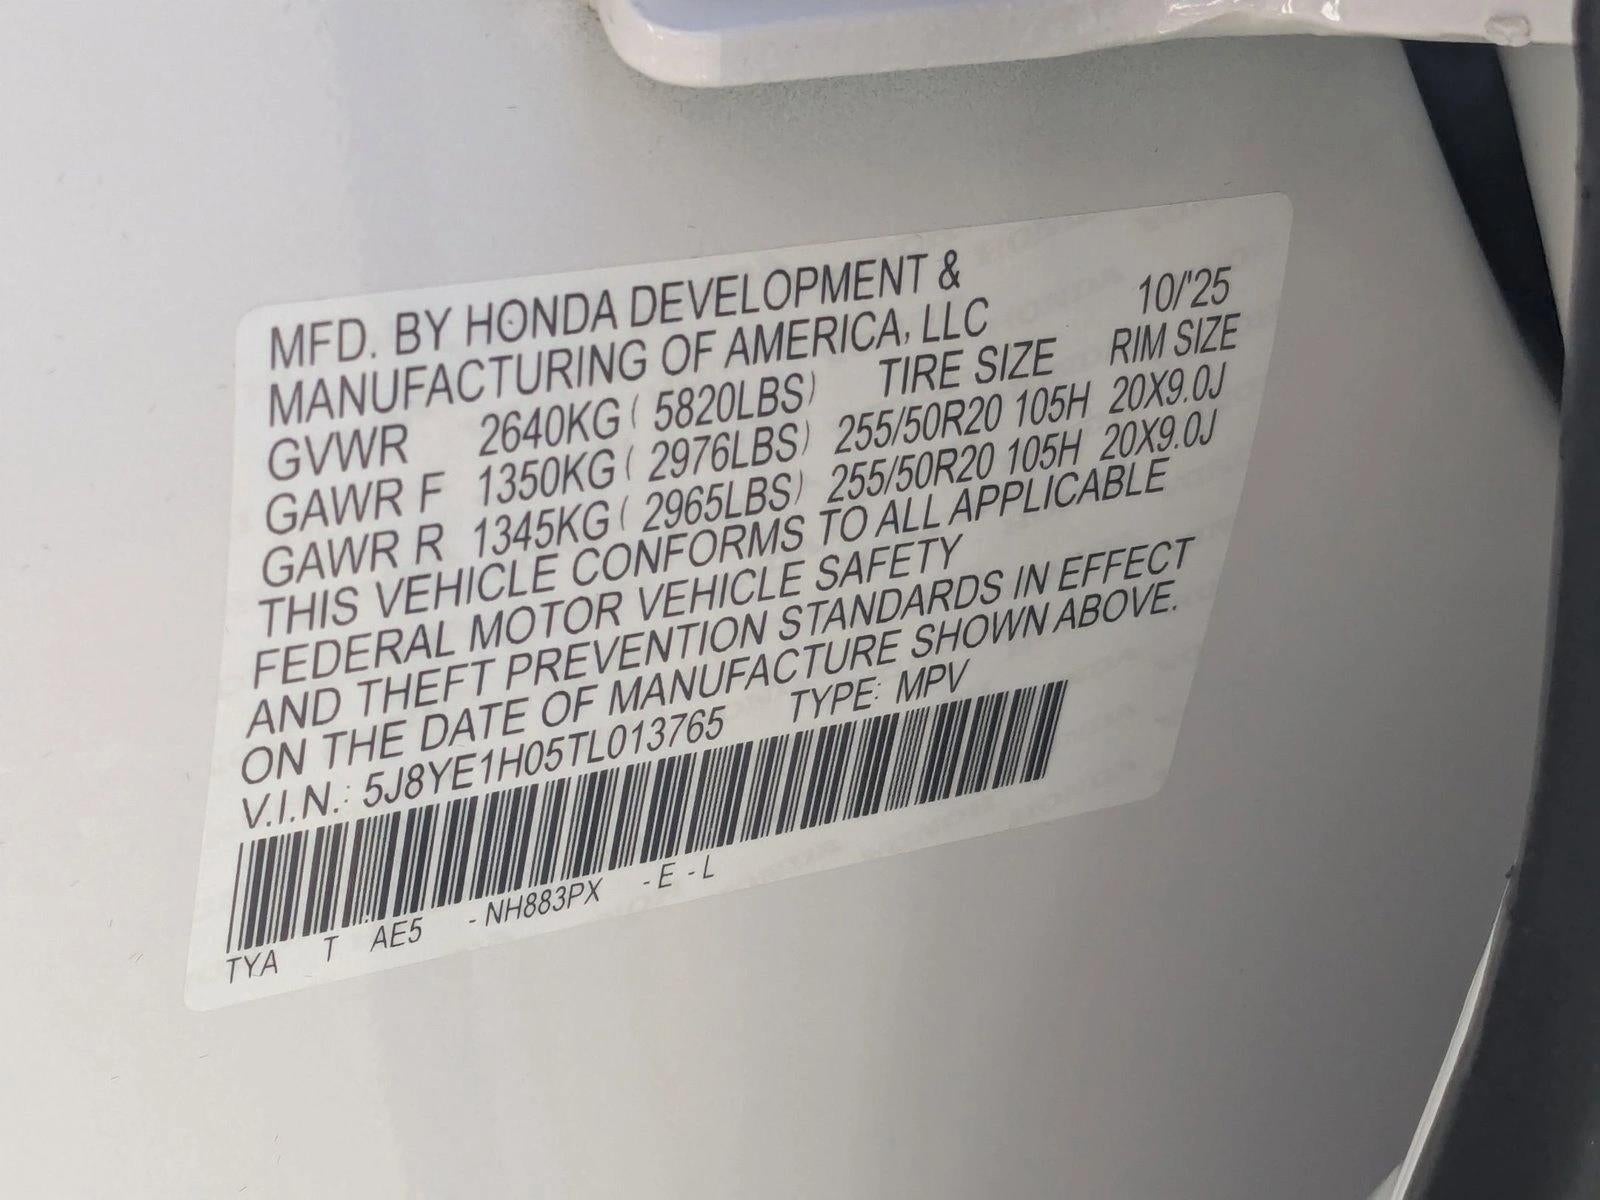 MFD. BY HONDA DEVELOPMENT &
MANUFACTURING OF AMERICA, LLC 10/'25
GVWR 2640KG ( 5820LBS) TIRE SIZE RIM SIZE
GAWR F 1350KG ( 2976LBS) 255/50R20 105H 20X9.0J
GAWR R 1345KG ( 2965LBS) 255/50R20 105H 20X9.0J
THIS VEHICLE CONFORMS TO ALL APPLICABLE
FEDERAL MOTOR VEHICLE SAFETY
AND THEFT PREVENTION STANDARDS IN EFFECT
ON THE DATE OF MANUFACTURE SHOWN ABOVE.
V.I.N.: 5J8YE1H05TL013765 TYPE: MPV
TYA T AE5 - NH883PX - E - L